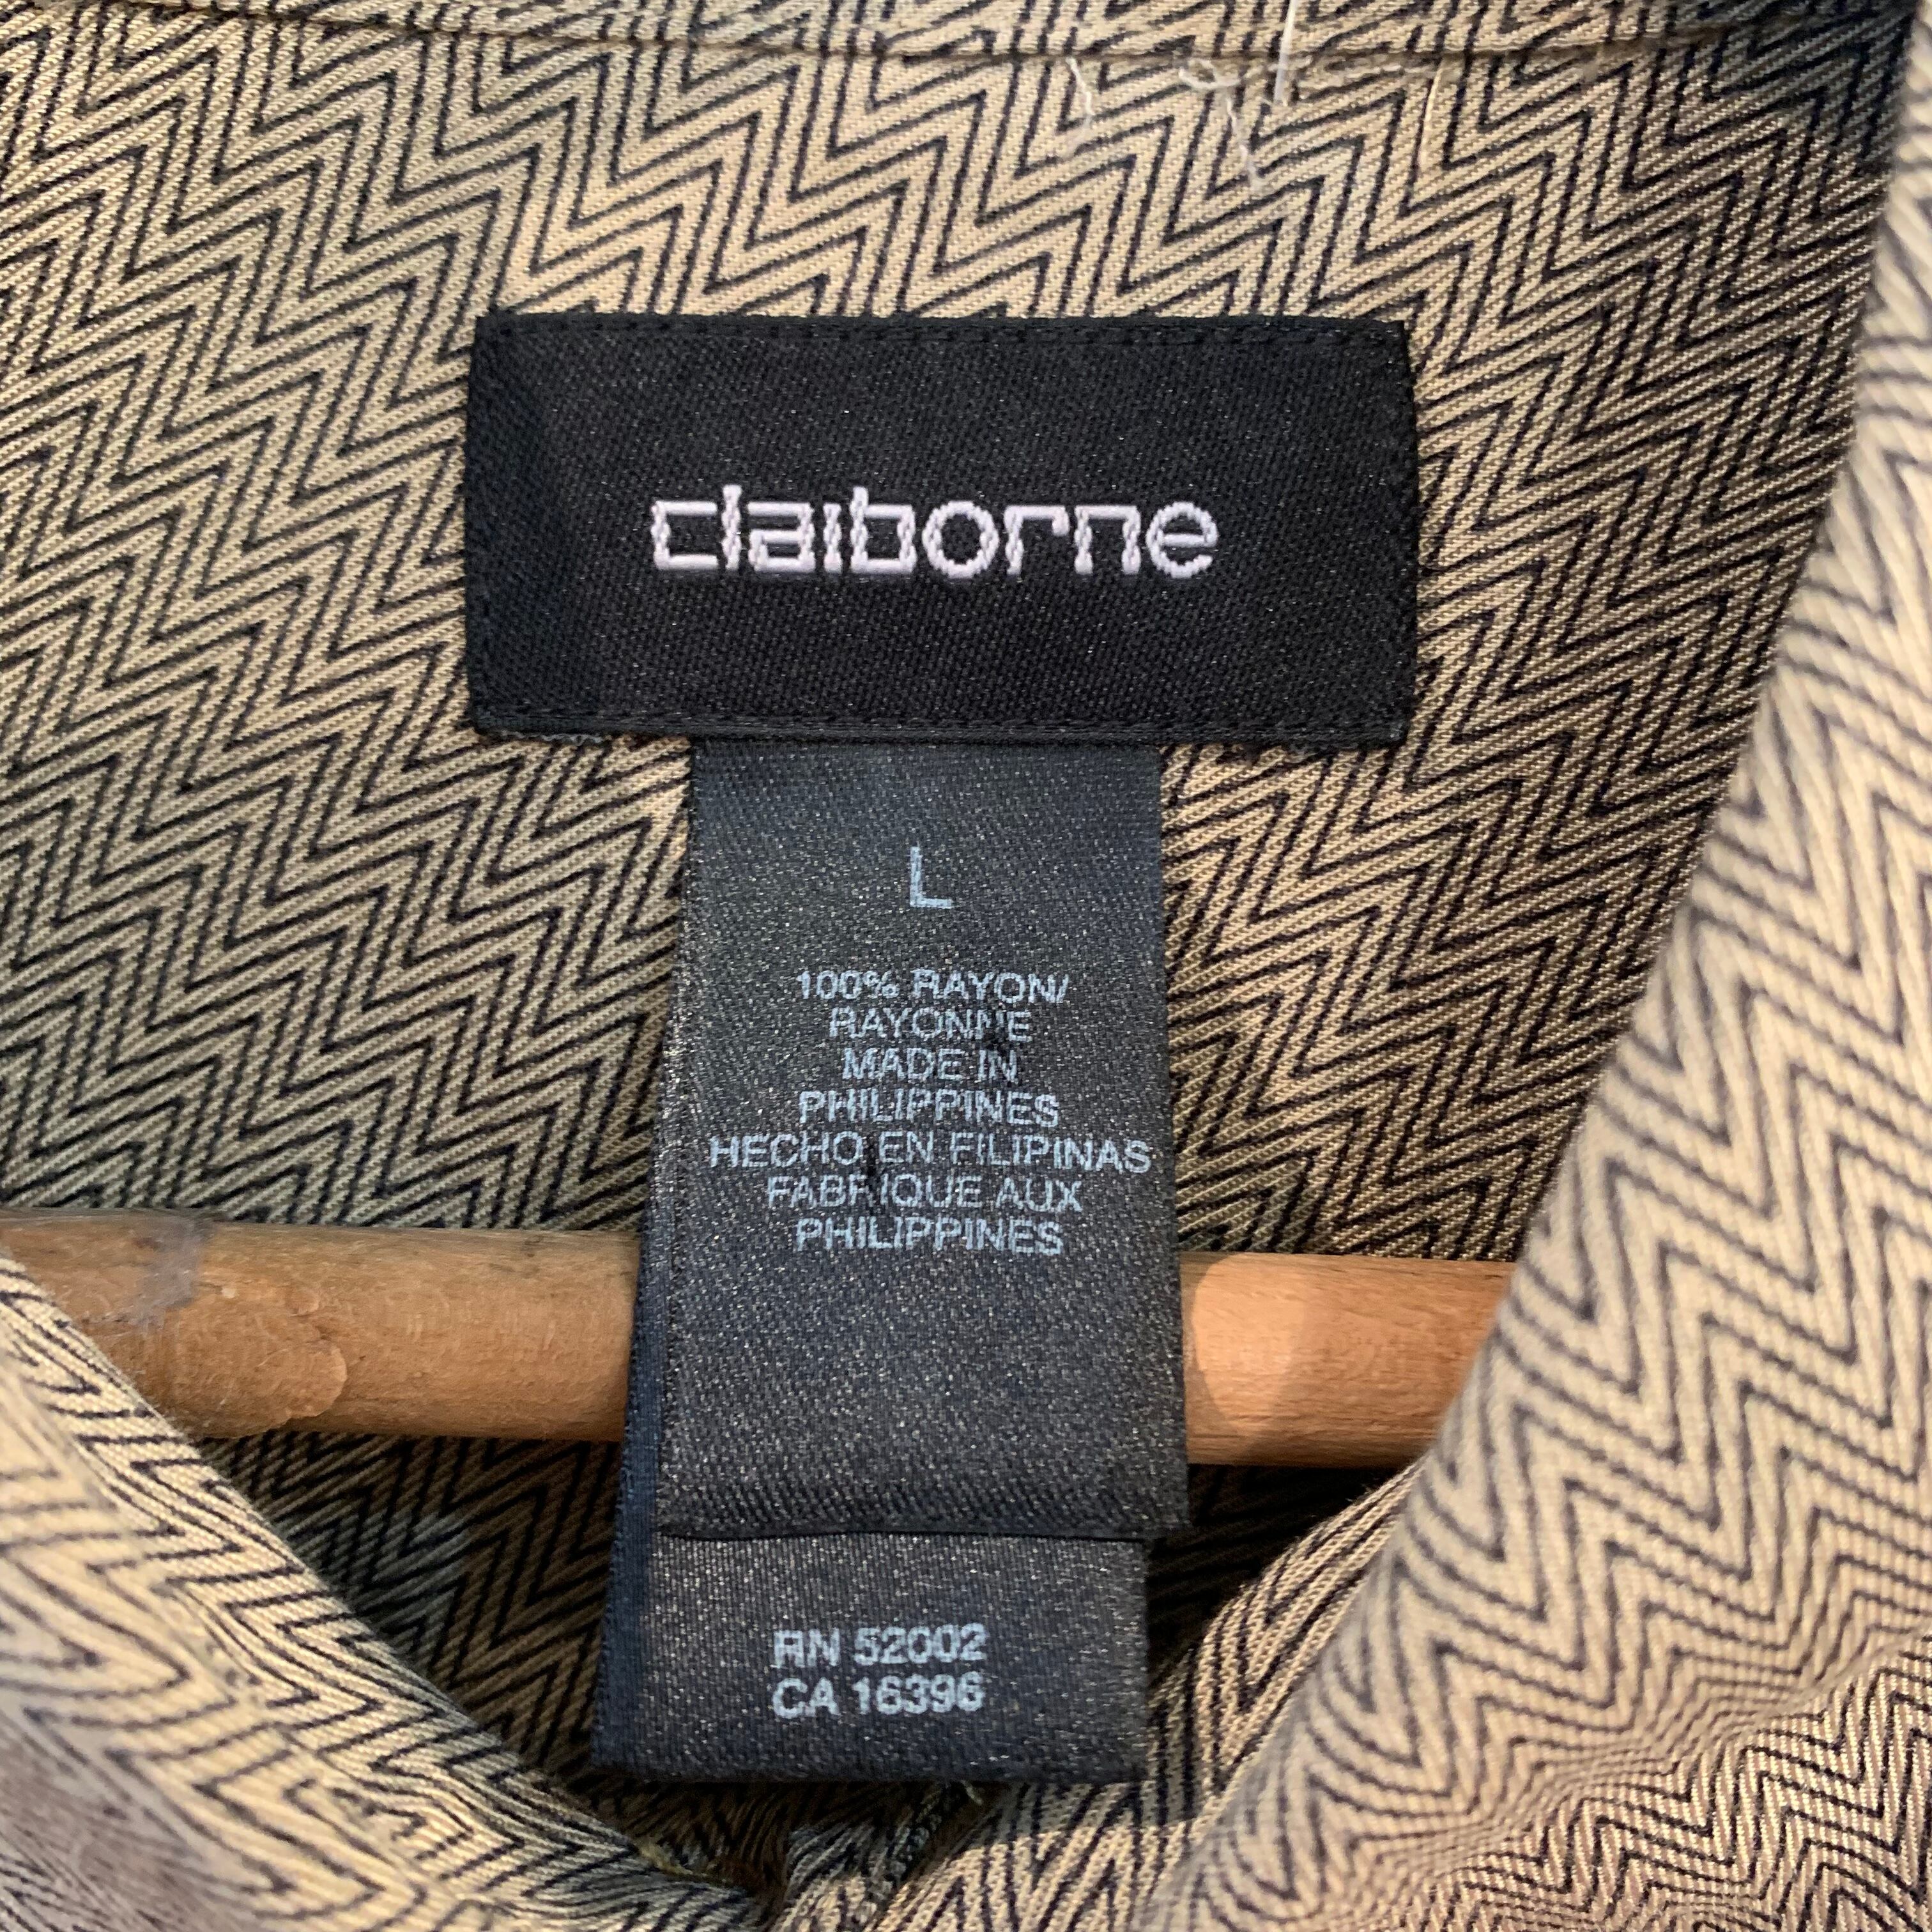 claiborne
L
100% RAYON/
RAYONNE
MADE IN
PHILIPPINES
HECHO EN FILIPINAS
FABRIQUE AUX
PHILIPPINES
RN 52002
CA 16396